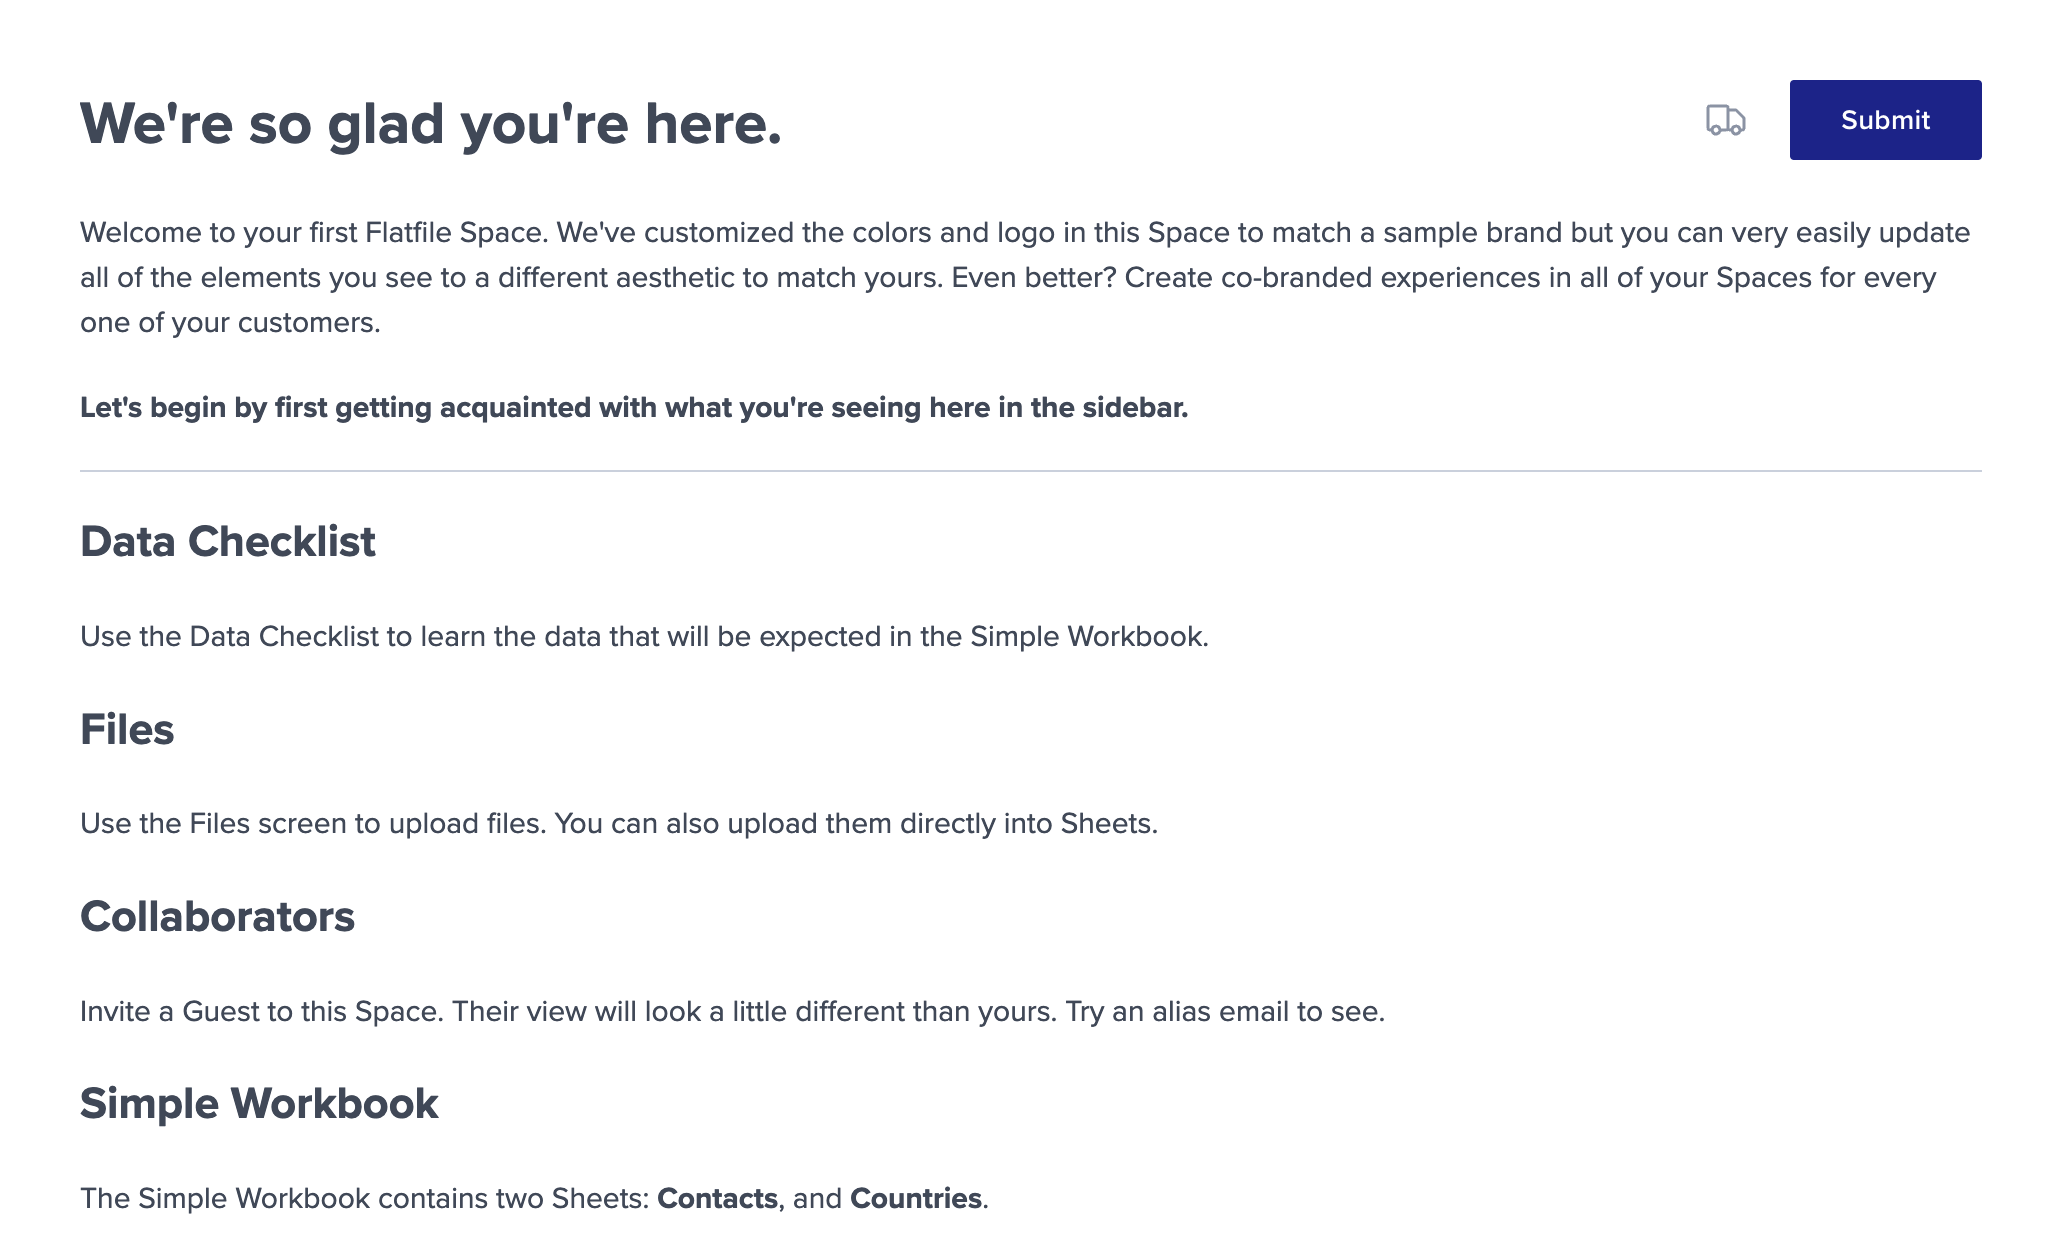 We're so glad you're here.
Submit
Welcome to your first Flatfile Space. We've customized the colors and logo in this Space to match a sample brand but you can very easily update
all of the elements you see to a different aesthetic to match yours. Even better? Create co-branded experiences in all of your Spaces for every
one of your customers.
Let's begin by first getting acquainted with what you're seeing here in the sidebar.
Data Checklist
Use the Data Checklist to learn the data that will be expected in the Simple Workbook.
Files
Use the Files screen to upload files. You can also upload them directly into Sheets.
Collaborators
Invite a Guest to this Space. Their view will look a little different than yours. Try an alias email to see.
Simple Workbook
The Simple Workbook contains two Sheets: Contacts, and Countries.